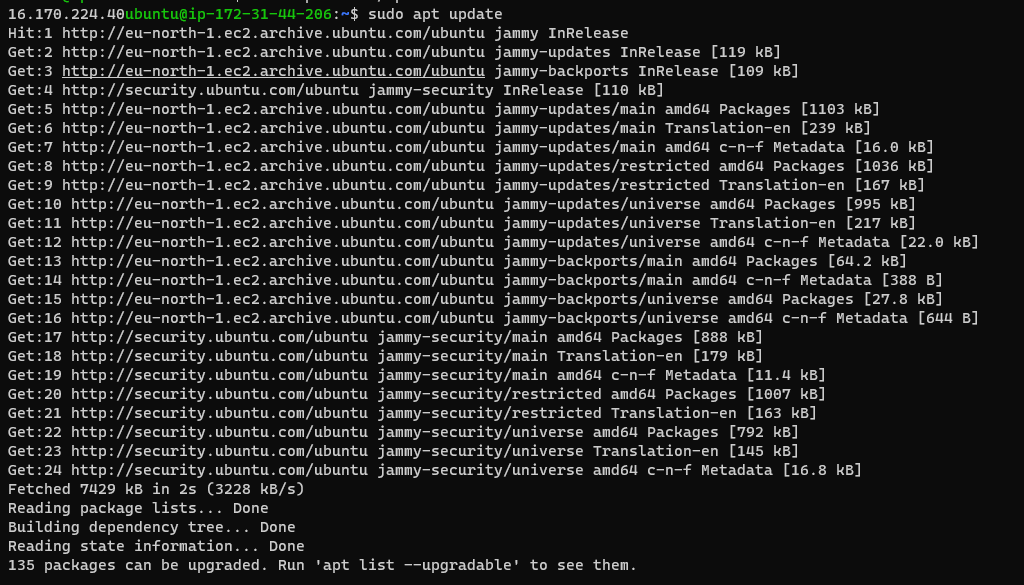 16.170.224.40ubuntu@ip-172-31-44-206:~$ sudo apt update
Hit:1 http://eu-north-1.ec2.archive.ubuntu.com/ubuntu jammy InRelease
Get:2 http://eu-north-1.ec2.archive.ubuntu.com/ubuntu jammy-updates InRelease [119 kB]
Get:3 http://eu-north-1.ec2.archive.ubuntu.com/ubuntu jammy-backports InRelease [109 kB]
Get:4 http://security.ubuntu.com/ubuntu jammy-security InRelease [110 kB]
Get:5 http://eu-north-1.ec2.archive.ubuntu.com/ubuntu jammy-updates/main amd64 Packages [1103 kB]
Get:6 http://eu-north-1.ec2.archive.ubuntu.com/ubuntu jammy-updates/main Translation-en [239 kB]
Get:7 http://eu-north-1.ec2.archive.ubuntu.com/ubuntu jammy-updates/main amd64 c-n-f Metadata [16.0 kB]
Get:8 http://eu-north-1.ec2.archive.ubuntu.com/ubuntu jammy-updates/restricted amd64 Packages [1036 kB]
Get:9 http://eu-north-1.ec2.archive.ubuntu.com/ubuntu jammy-updates/restricted Translation-en [167 kB]
Get:10 http://eu-north-1.ec2.archive.ubuntu.com/ubuntu jammy-updates/universe amd64 Packages [995 kB]
Get:11 http://eu-north-1.ec2.archive.ubuntu.com/ubuntu jammy-updates/universe Translation-en [217 kB]
Get:12 http://eu-north-1.ec2.archive.ubuntu.com/ubuntu jammy-updates/universe amd64 c-n-f Metadata [22.0 kB]
Get:13 http://eu-north-1.ec2.archive.ubuntu.com/ubuntu jammy-backports/main amd64 Packages [64.2 kB]
Get:14 http://eu-north-1.ec2.archive.ubuntu.com/ubuntu jammy-backports/main amd64 c-n-f Metadata [388 B]
Get:15 http://eu-north-1.ec2.archive.ubuntu.com/ubuntu jammy-backports/universe amd64 Packages [27.8 kB]
Get:16 http://eu-north-1.ec2.archive.ubuntu.com/ubuntu jammy-backports/universe amd64 c-n-f Metadata [644 B]
Get:17 http://security.ubuntu.com/ubuntu jammy-security/main amd64 Packages [888 kB]
Get:18 http://security.ubuntu.com/ubuntu jammy-security/main Translation-en [179 kB]
Get:19 http://security.ubuntu.com/ubuntu jammy-security/main amd64 c-n-f Metadata [11.4 kB]
Get:20 http://security.ubuntu.com/ubuntu jammy-security/restricted amd64 Packages [1007 kB]
Get:21 http://security.ubuntu.com/ubuntu jammy-security/restricted Translation-en [163 kB]
Get:22 http://security.ubuntu.com/ubuntu jammy-security/universe amd64 Packages [792 kB]
Get:23 http://security.ubuntu.com/ubuntu jammy-security/universe Translation-en [145 kB]
Get:24 http://security.ubuntu.com/ubuntu jammy-security/universe amd64 c-n-f Metadata [16.8 kB]
Fetched 7429 kB in 2s (3228 kB/s)
Reading package lists... Done
Building dependency tree... Done
Reading state information... Done
135 packages can be upgraded. Run 'apt list --upgradable' to see them.